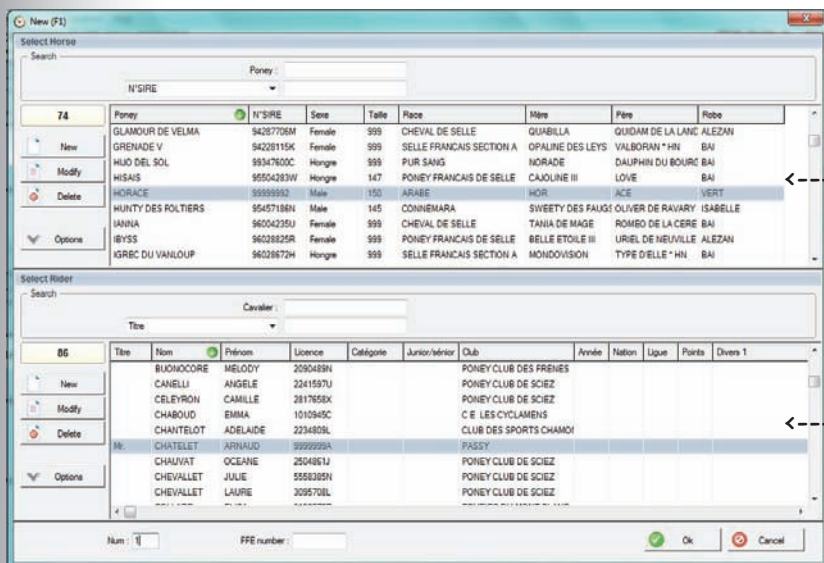 New (F1)
Select Horse
Search
Poney :
N°SIRE
74
New
Modify
Delete
Options
Poney N°SIRE Sexe Taille Race Mère Père Robe
GLAMOUR DE VELMA 94287706M Female 999 CHEVAL DE SELLE QUABILLA QUIDAM DE LA LAND ALEZAN
GRENADE V 94228115K Female 999 SELLE FRANCAIS SECTION A OPALINE DES LEYS VALBORAN * HN BAI
HUO DEL SOL 99347600C Hongre 999 PUR SANG NORADE DAUPHIN DU BOURG BAI
HISAIS 95504283W Hongre 147 PONEY FRANCAIS DE SELLE CAJOLINE III LOVE BAI
HORACE 99999992 Male 150 ARABE HOR ACE VERT
HUNTY DES FOLTIERS 95457186N Male 145 CONNEMARA SWEETY DES FAUGS OLIVER DE RAVARY ISABELLE
IANNA 96004235U Female 999 CHEVAL DE SELLE TANIA DE MAGE ROMEO DE LA CERE BAI
IBYSS 96028825R Female 999 PONEY FRANCAIS DE SELLE BELLE ETOILE III URIEL DE NEUVILLE ALEZAN
IGREC DU VANLOUP 96028672H Hongre 999 SELLE FRANCAIS SECTION A MONDOVISION TYPE D'ELLE * HN BAI
Select Rider
Search
Cavalier :
Titre
86
New
Modify
Delete
Options
Titre Nom Prénom Licence Catégorie Junior/sénior Club Année Nation Ligue Points Divers 1
BUONOCORE MELODY 2090489N PONEY CLUB DES FRENES
CANELLI ANGELE 2241597U PONEY CLUB DE SCIEZ
CELEYRON CAMILLE 2817658X PONEY CLUB DE SCIEZ
CHABOUD EMMA 1010945C C E LES CYCLAMENS
CHANTELOT ADELAIDE 2234809L CLUB DES SPORTS CHAMO
Mr. CHATELET ARNAUD 9999999A PASSY
CHAUVAT OCEANE 2504861J PONEY CLUB DE SCIEZ
CHEVALLET JULIE 5558385N PONEY CLUB DE SCIEZ
CHEVALLET LAURE 3095708L PONEY CLUB DE SCIEZ
Num : 1
FFE number :
Ok
Cancel